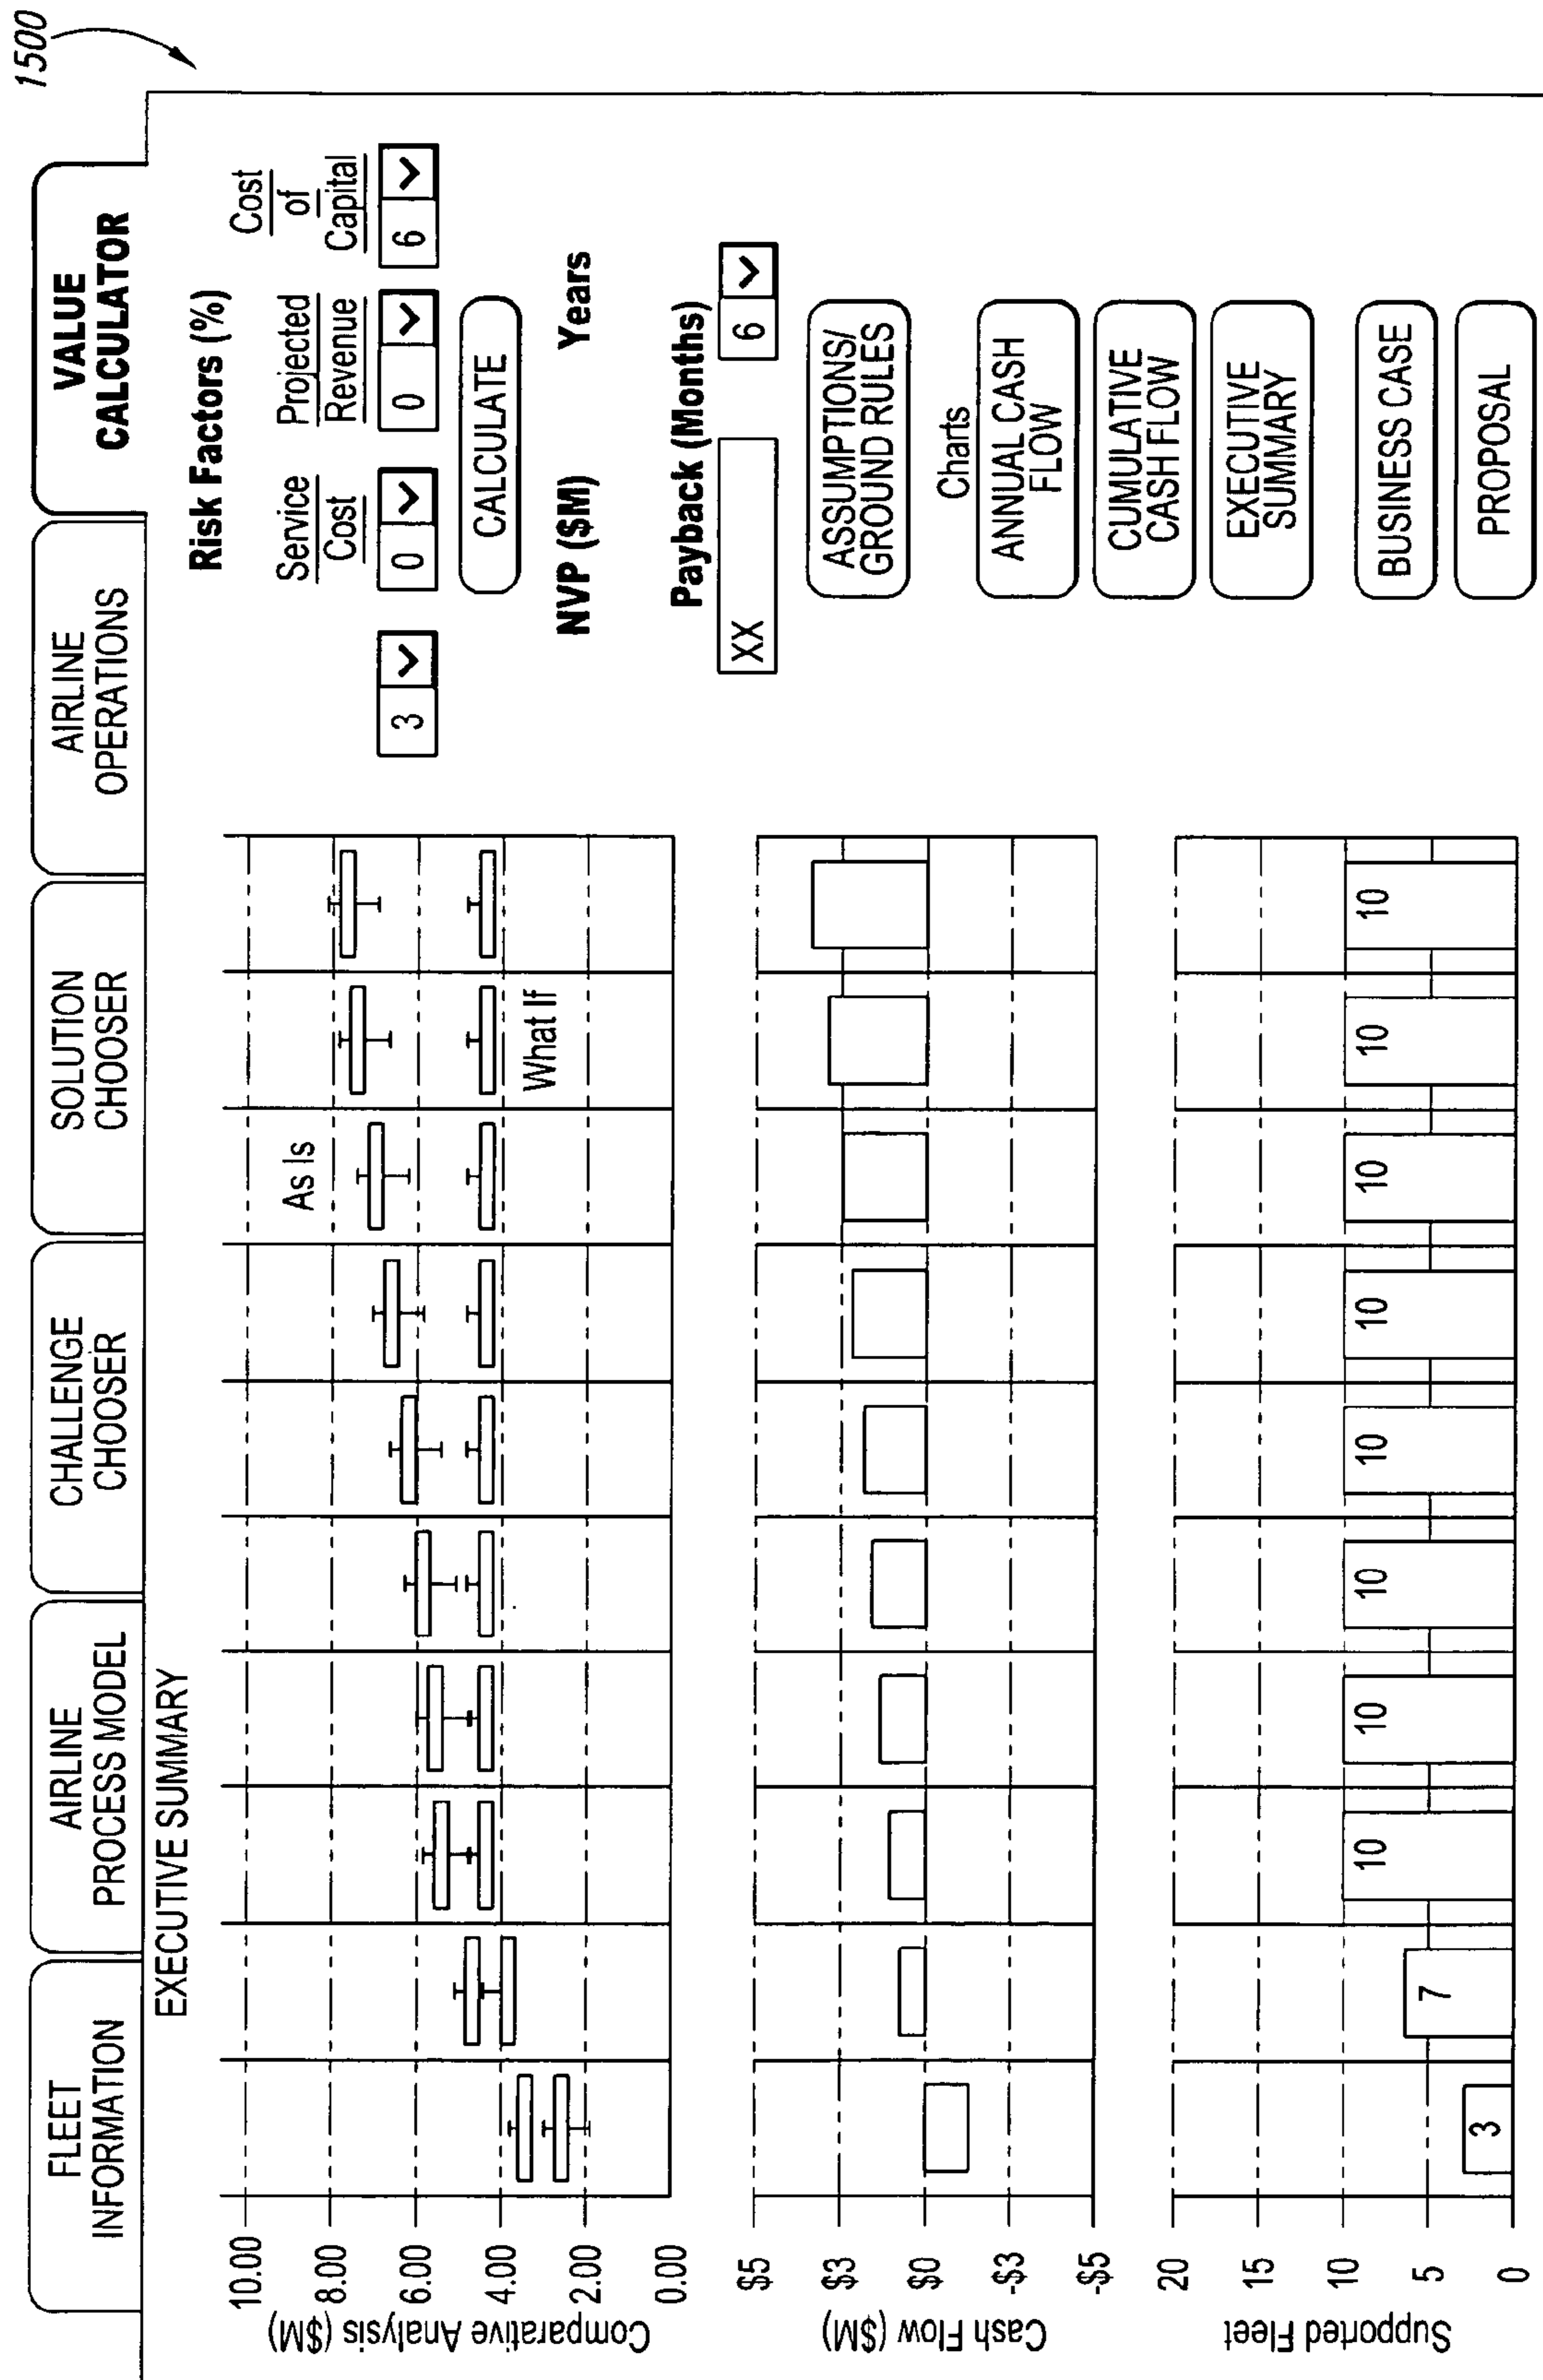 1500
FLEET
INFORMATION
AIRLINE
PROCESS MODEL
CHALLENGE
CHOOSER
SOLUTION
CHOOSER
AIRLINE
OPERATIONS
VALUE
CALCULATOR
EXECUTIVE SUMMARY
Comparative Analysis ($M)
10.00
8.00
6.00
4.00
2.00
0.00
As Is
What If
Cash Flow ($M)
$5
$3
$0
-$3
-$5
Supported Fleet
20
15
10
5
0
3 7 10 10 10 10 10 10 10 10
Risk Factors (%)
Service
Cost
Projected
Revenue
Cost
of
Capital
3 0 0 6
CALCULATE
NVP ($M) Years
Payback (Months)
XX 6
ASSUMPTIONS/
GROUND RULES
Charts
ANNUAL CASH
FLOW
CUMULATIVE
CASH FLOW
EXECUTIVE
SUMMARY
BUSINESS CASE
PROPOSAL